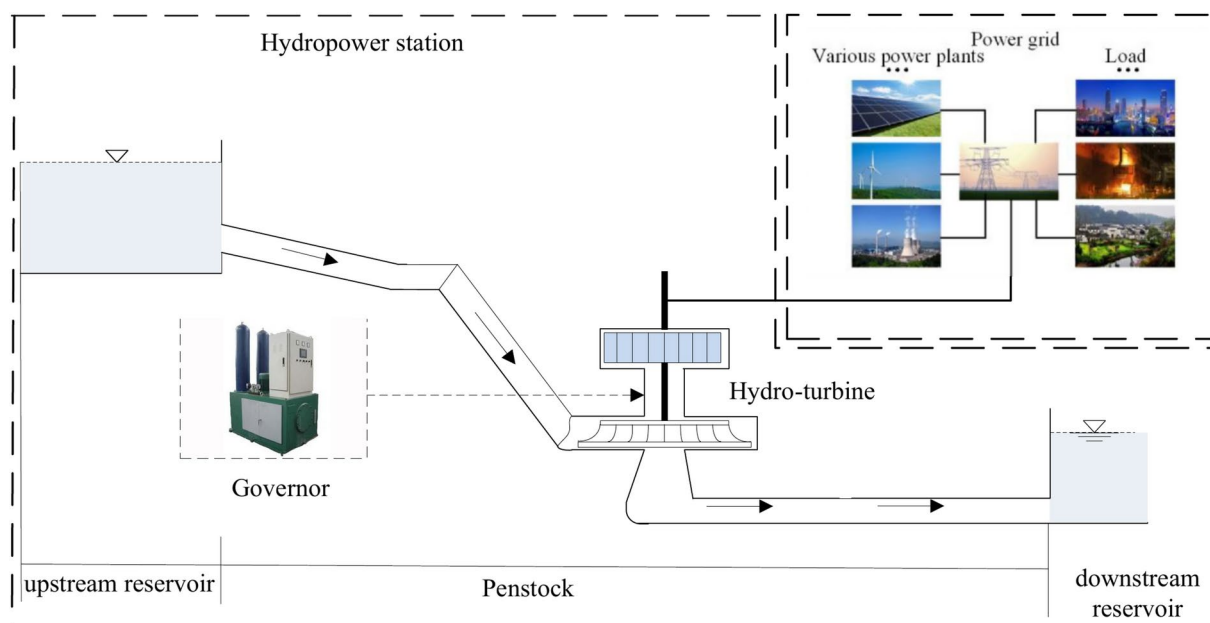 Hydropower station
Power grid
Various power plants
Load
Hydro-turbine
Governor
upstream reservoir
Penstock
downstream
reservoir